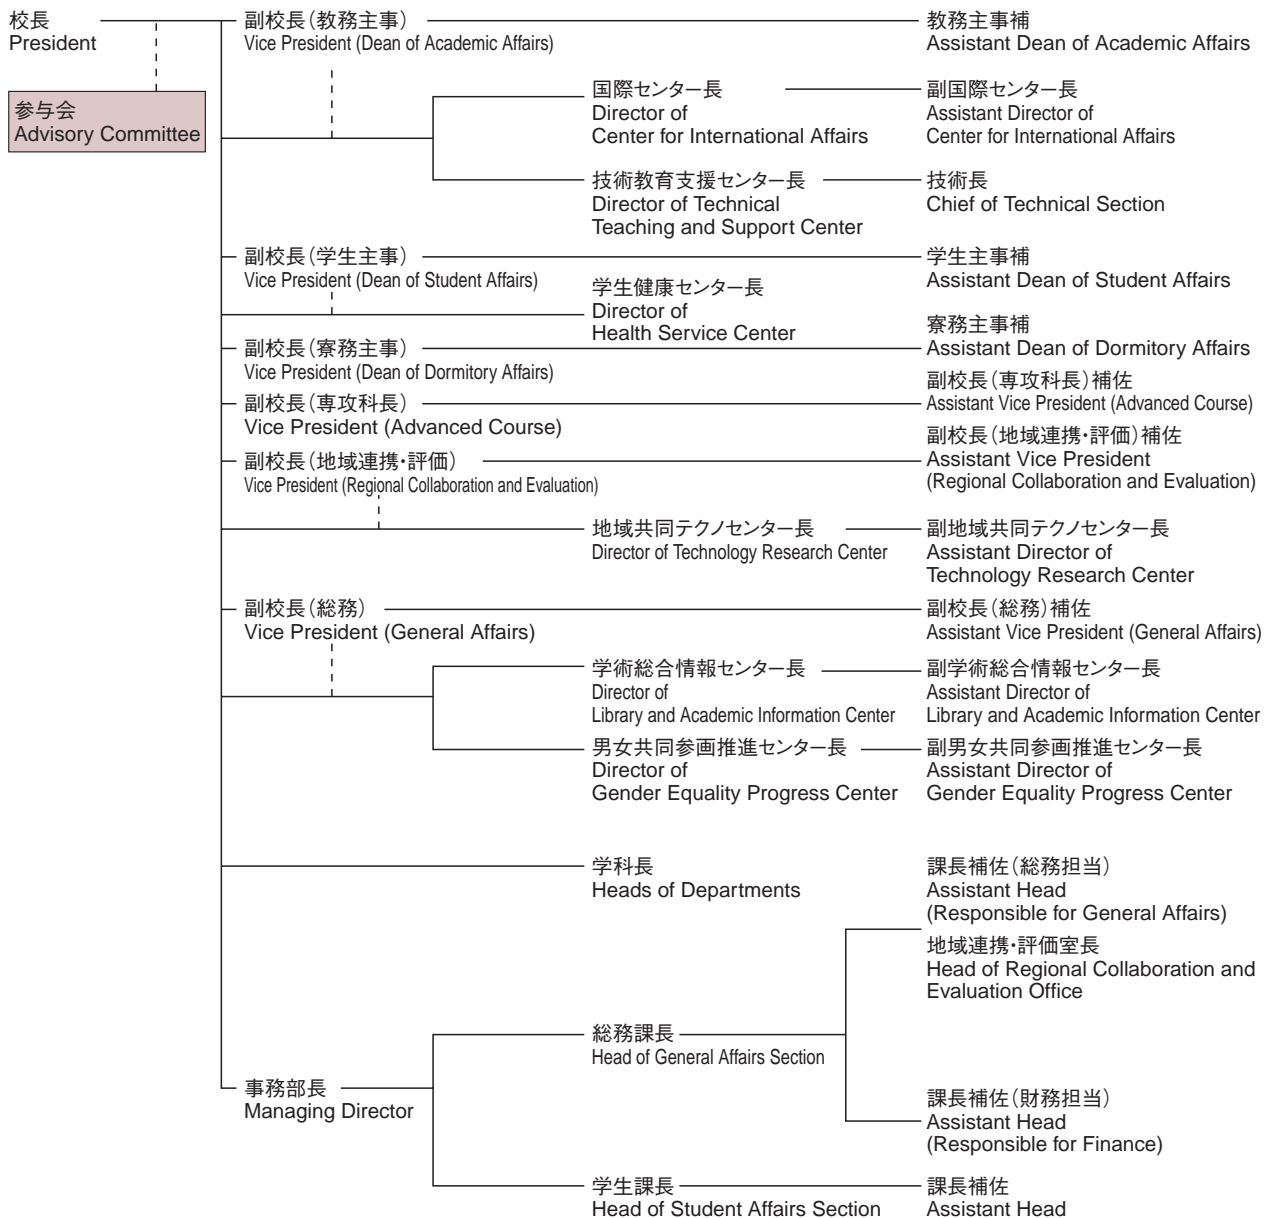 校長
President
参与会
Advisory Committee
副校長（教務主事）
Vice President (Dean of Academic Affairs)
教務主事補
Assistant Dean of Academic Affairs
国際センター長
Director of
Center for International Affairs
副国際センター長
Assistant Director of
Center for International Affairs
技術教育支援センター長
Director of Technical
Teaching and Support Center
技術長
Chief of Technical Section
副校長（学生主事）
Vice President (Dean of Student Affairs)
学生主事補
Assistant Dean of Student Affairs
学生健康センター長
Director of
Health Service Center
副校長（寮務主事）
Vice President (Dean of Dormitory Affairs)
寮務主事補
Assistant Dean of Dormitory Affairs
副校長（専攻科長）
Vice President (Advanced Course)
副校長（専攻科長）補佐
Assistant Vice President (Advanced Course)
副校長（地域連携・評価）
Vice President (Regional Collaboration and Evaluation)
副校長（地域連携・評価）補佐
Assistant Vice President
(Regional Collaboration and Evaluation)
地域共同テクノセンター長
Director of Technology Research Center
副地域共同テクノセンター長
Assistant Director of
Technology Research Center
副校長（総務）
Vice President (General Affairs)
副校長（総務）補佐
Assistant Vice President (General Affairs)
学術総合情報センター長
Director of
Library and Academic Information Center
副学術総合情報センター長
Assistant Director of
Library and Academic Information Center
男女共同参画推進センター長
Director of
Gender Equality Progress Center
副男女共同参画推進センター長
Assistant Director of
Gender Equality Progress Center
学科長
Heads of Departments
事務部長
Managing Director
総務課長
Head of General Affairs Section
課長補佐（総務担当）
Assistant Head
(Responsible for General Affairs)
地域連携・評価室長
Head of Regional Collaboration and
Evaluation Office
課長補佐（財務担当）
Assistant Head
(Responsible for Finance)
学生課長
Head of Student Affairs Section
課長補佐
Assistant Head